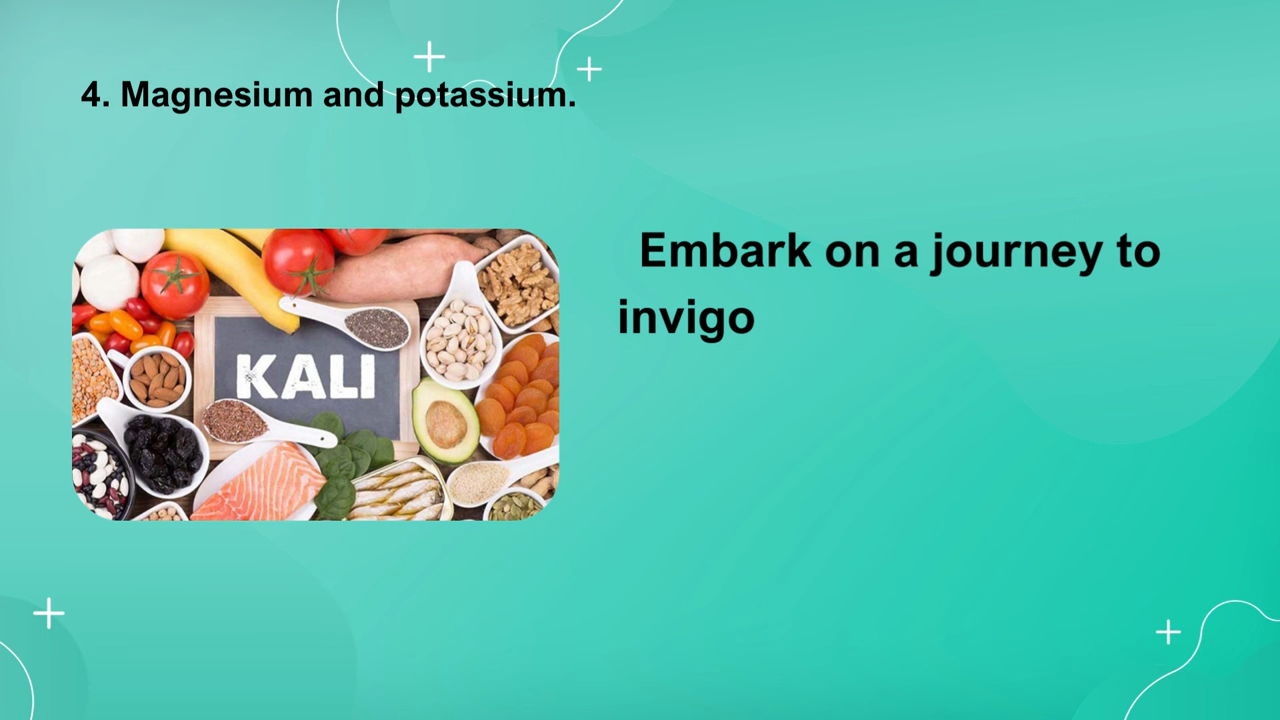 4. Magnesium and potassium.
KALI
Embark on a journey to
invigo